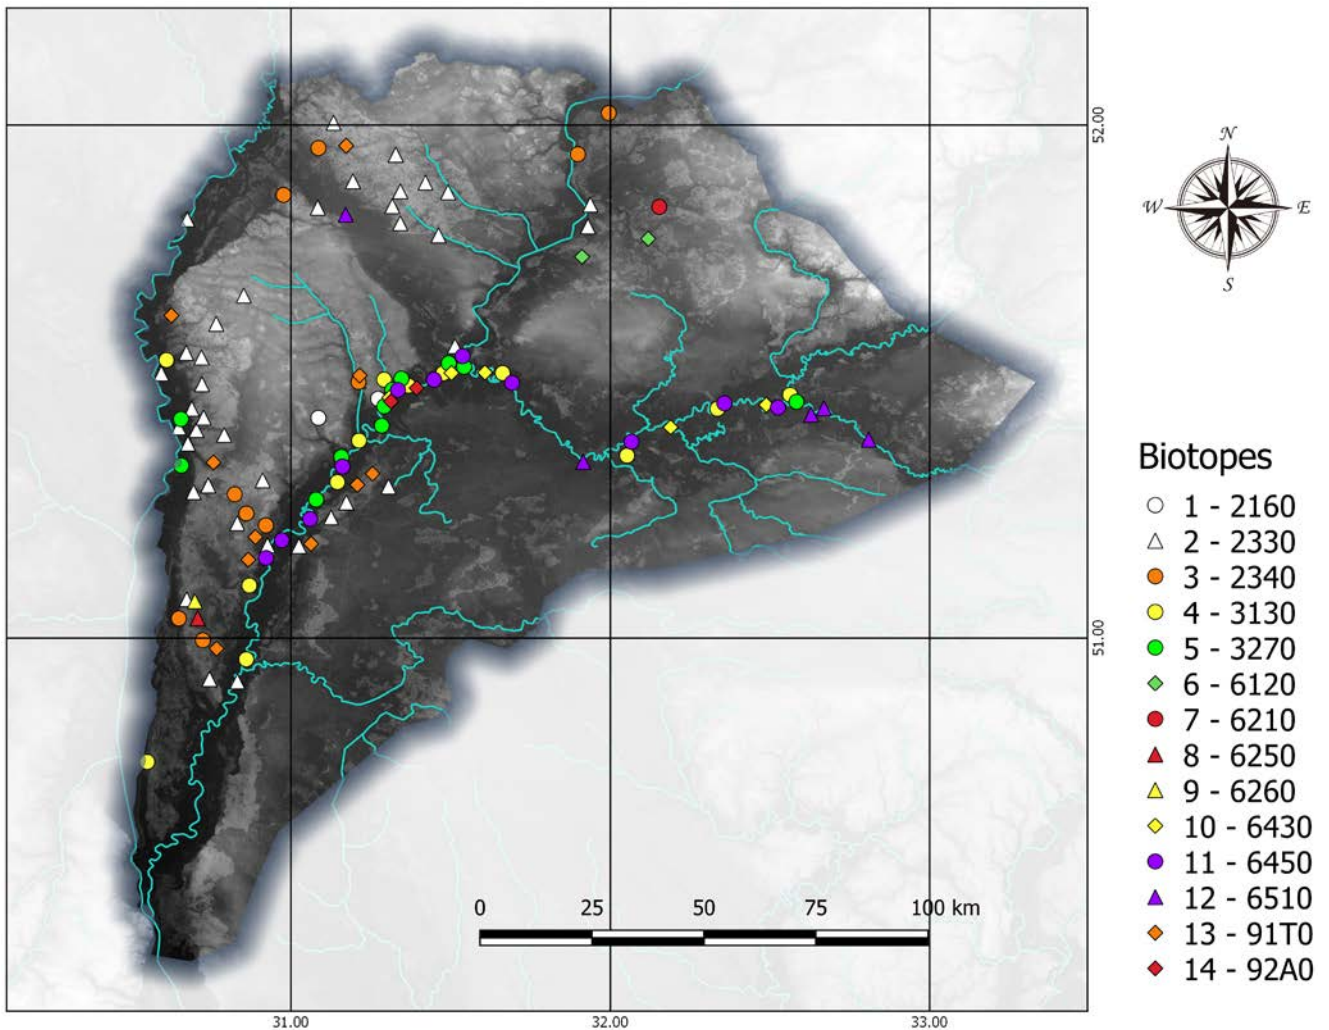 52.00
N
W
E
S
Biotopes
1 - 2160
2 - 2330
3 - 2340
4 - 3130
5 - 3270
6 - 6120
7 - 6210
8 - 6250
9 - 6260
10 - 6430
11 - 6450
12 - 6510
13 - 91T0
14 - 92A0
51.00
0 25 50 75 100 km
31.00 32.00 33.00